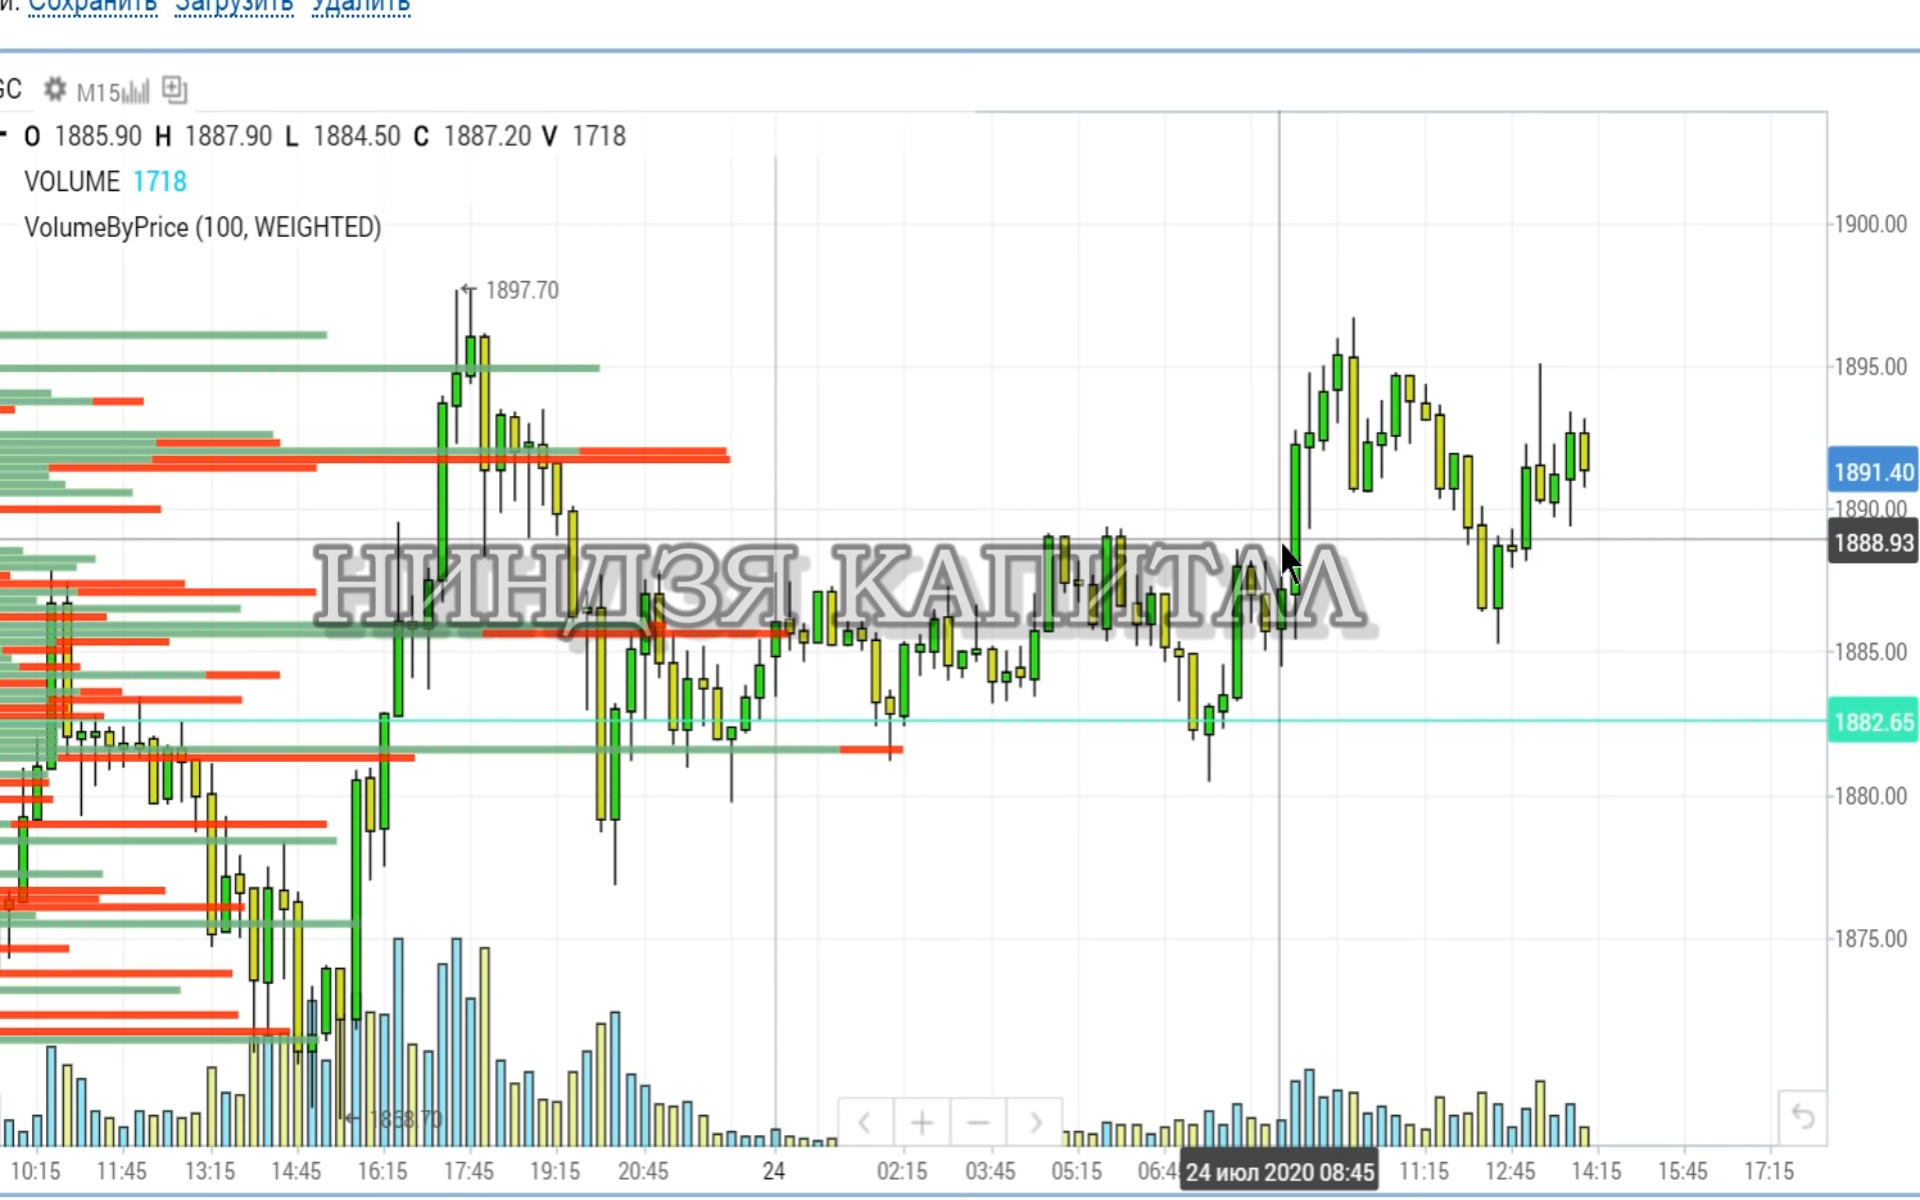 и: Сохранить Загрузить Удалить
GC M15
O 1885.90 H 1887.90 L 1884.50 C 1887.20 V 1718
VOLUME 1718
VolumeByPrice (100, WEIGHTED)
1900.00
1897.70
1895.00
1891.40
1890.00
1888.93
НИНДЗЯ КАПИТАЛ
1885.00
1882.65
1880.00
1875.00
1868.70
10:15 11:45 13:15 14:45 16:15 17:45 19:15 20:45 24 02:15 03:45 05:15 06:4 24 июл 2020 08:45 11:15 12:45 14:15 15:45 17:15